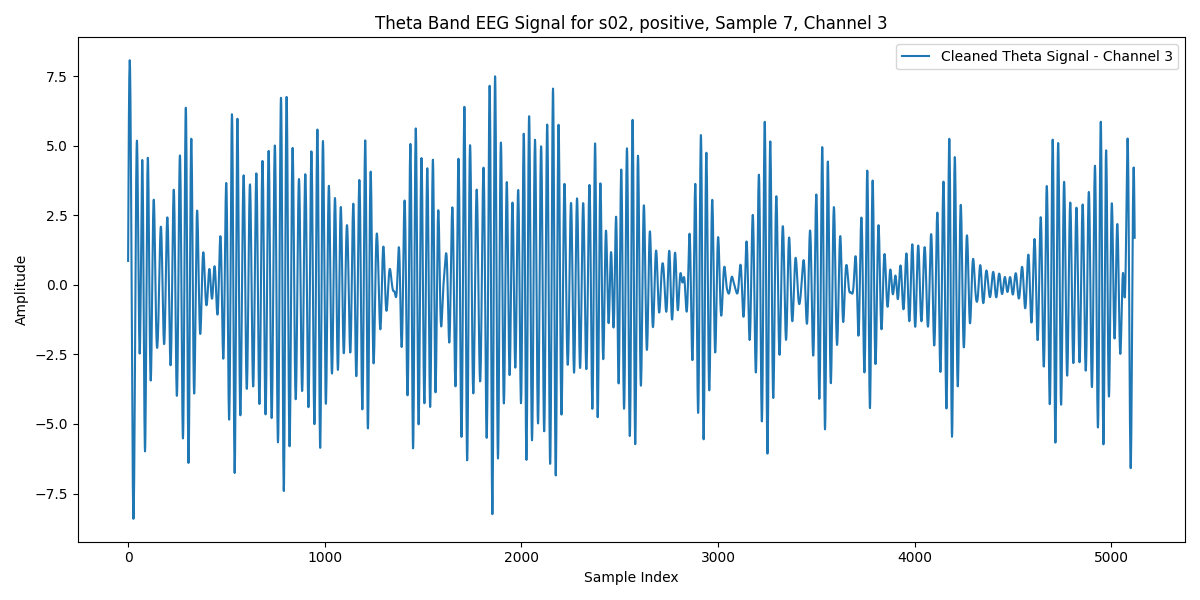 Theta Band EEG Signal for s02, positive, Sample 7, Channel 3
Cleaned Theta Signal - Channel 3
Amplitude
7.5
5.0
2.5
0.0
−2.5
−5.0
−7.5
0 1000 2000 3000 4000 5000
Sample Index